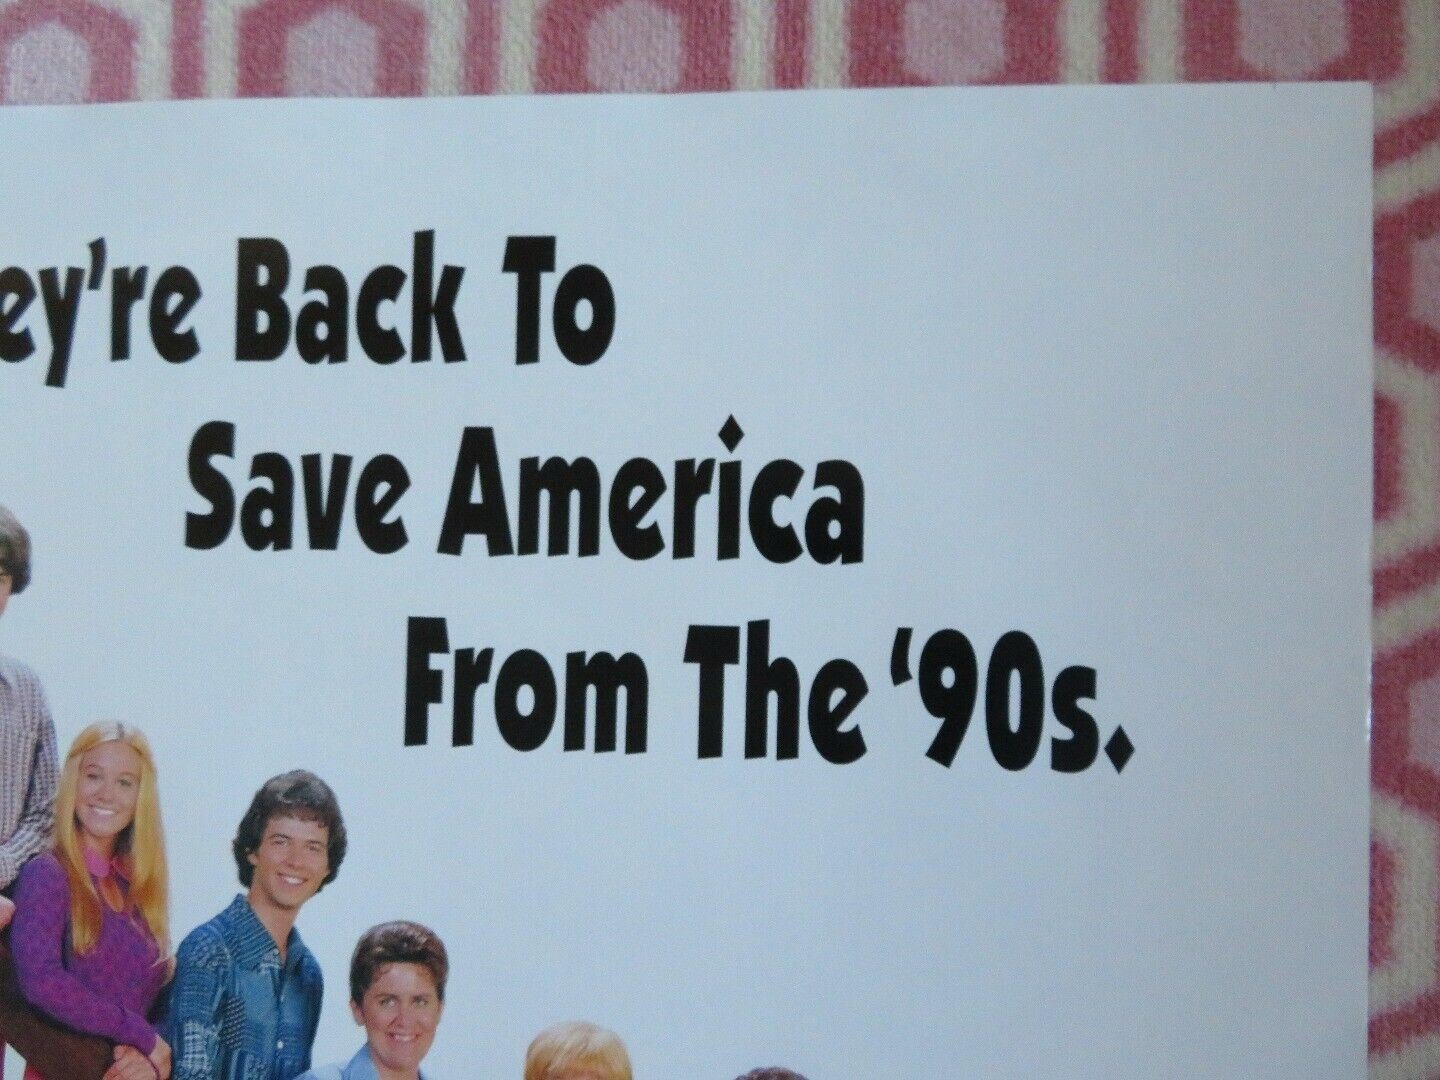 ey're Back To
Save America
From The '90s.